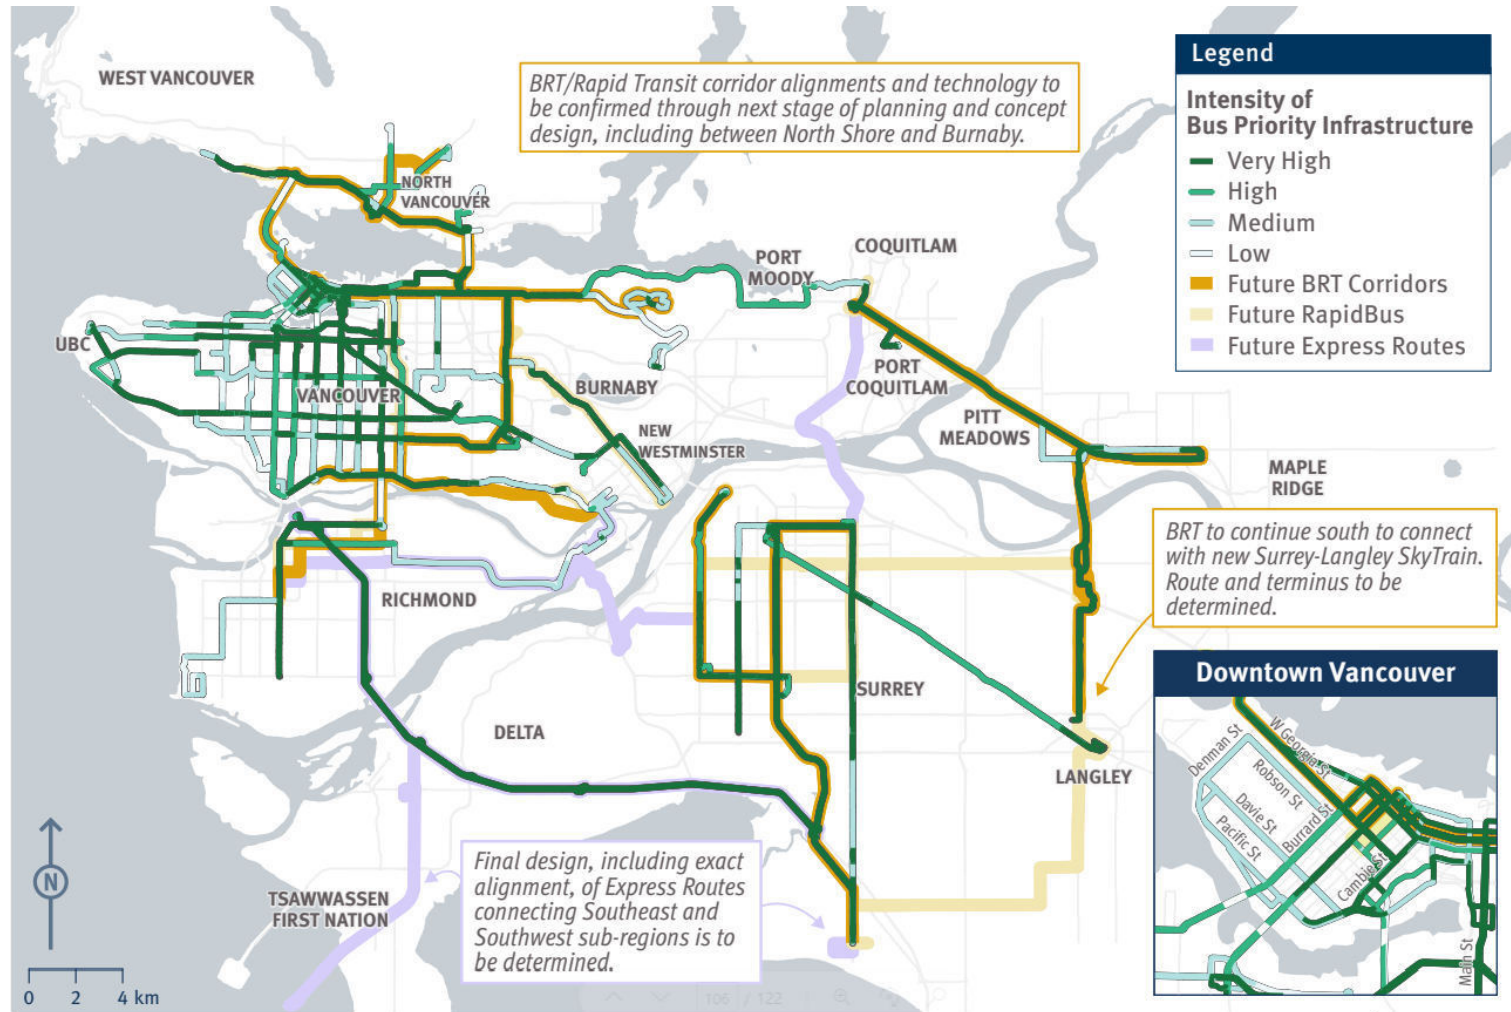 WEST VANCOUVER
BRT/Rapid Transit corridor alignments and technology to
be confirmed through next stage of planning and concept
design, including between North Shore and Burnaby.
Legend
Intensity of
Bus Priority Infrastructure
Very High
High
Medium
Low
Future BRT Corridors
Future RapidBus
Future Express Routes
NORTH
VANCOUVER
PORT
MOODY
COQUITLAM
UBC
VANCOUVER
BURNABY
PORT
COQUITLAM
NEW
WESTMINSTER
PITT
MEADOWS
MAPLE
RIDGE
BRT to continue south to connect
with new Surrey-Langley SkyTrain.
Route and terminus to be
determined.
RICHMOND
SURREY
DELTA
LANGLEY
TSAWWASSEN
FIRST NATION
Final design, including exact
alignment, of Express Routes
connecting Southeast and
Southwest sub-regions is to
be determined.
N
0 2 4 km
106 / 122
Downtown Vancouver
W Georgia St
Denman St
Robson St
Davie St
Burrard St
Pacific St
Cambie St
Main St